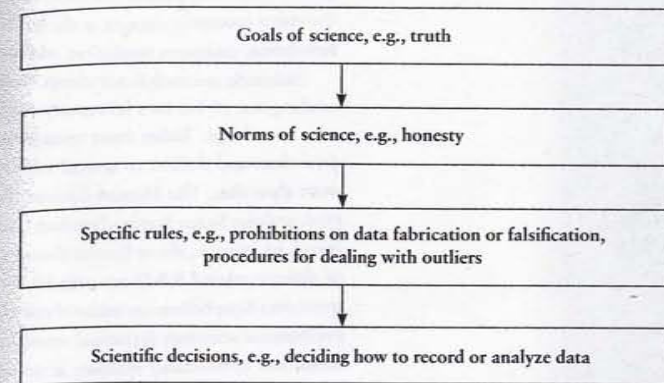 Goals of science, e.g., truth
Norms of science, e.g., honesty
Specific rules, e.g., prohibitions on data fabrication or falsification,
procedures for dealing with outliers
Scientific decisions, e.g., deciding how to record or analyze data